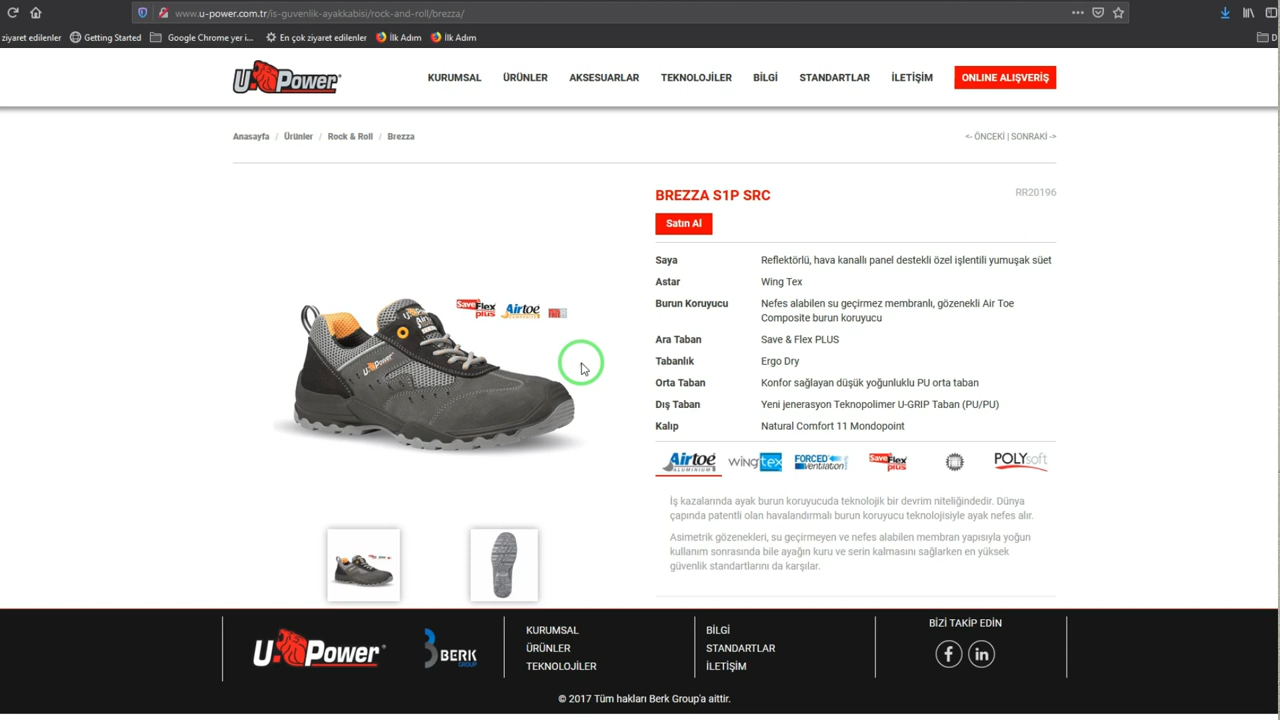 www.u-power.com.tr/is-guvenlik-ayakkabisi/rock-and-roll/brezza/
ziyaret edilenler Getting Started Google Chrome yer i... En çok ziyaret edilenler İlk Adım İlk Adım D
U-Power KURUMSAL ÜRÜNLER AKSESUARLAR TEKNOLOJİLER BİLGİ STANDARTLAR İLETİŞİM ONLINE ALIŞVERİŞ
Anasayfa / Ürünler / Rock & Roll / Brezza <- ÖNCEKİ | SONRAKİ ->
BREZZA S1P SRC RR20196
Satın Al
Saya Reflektörlü, hava kanallı panel destekli özel işlentili yumuşak süet
Astar Wing Tex
Burun Koruyucu Nefes alabilen su geçirmez membranlı, gözenekli Air Toe
Composite burun koruyucu
SaveFlex plus Airtoe
Ara Taban Save & Flex PLUS
Tabanlık Ergo Dry
Orta Taban Konfor sağlayan düşük yoğunluklu PU orta taban
Dış Taban Yeni jenerasyon Teknopolimer U-GRIP Taban (PU/PU)
Kalıp Natural Comfort 11 Mondopoint
Airtoe ALUMINIUM WINGTEX FORCED Ventilation SaveFlex plus POLYsoft
İş kazalarında ayak burun koruyucuda teknolojik bir devrim niteliğindedir. Dünya
çapında patentli olan havalandırmalı burun koruyucu teknolojisiyle ayak nefes alır.
Asimetrik gözenekleri, su geçirmeyen ve nefes alabilen membran yapısıyla yoğun
kullanım sonrasında bile ayağın kuru ve serin kalmasını sağlarken en yüksek
güvenlik standartlarını da karşılar.
U-Power BERK GROUP
KURUMSAL
ÜRÜNLER
TEKNOLOJİLER
BİLGİ
STANDARTLAR
İLETİŞİM
BİZİ TAKİP EDİN
© 2017 Tüm hakları Berk Group'a aittir.